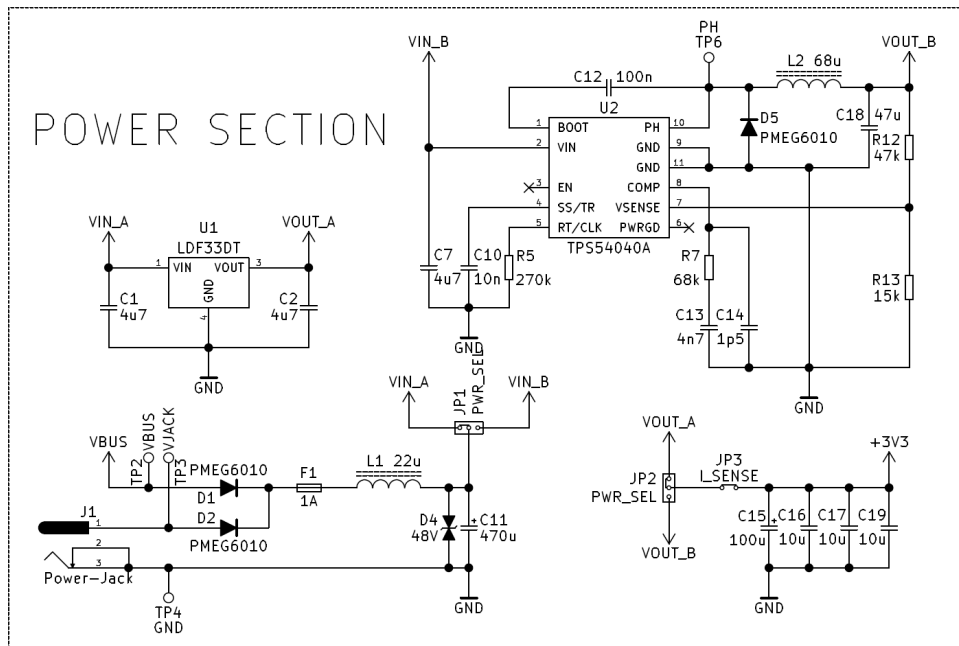 POWER SECTION
VIN_B
PH
TP6
VOUT_B
L2 68u
C12 100n
U2
1 BOOT PH 10
2 VIN GND 9
GND 11
3 EN COMP 8
4 SS/TR VSENSE 7
5 RT/CLK PWRGD 6
TPS54040A
D5
PMEG6010
C18 47u
R12
47k
R13
15k
C7
4u7
C10
10n
R5
270k
GND
R7
68k
C13
4n7
C14
1p5
GND
VIN_A
VOUT_A
U1
LDF33DT
1 VIN VOUT 3
GND
4
C1
4u7
C2
4u7
GND
VIN_A
VIN_B
JP1
PWR_SEL
VBUS
TP2
VBUS
TP3
VJACK
PMEG6010
D1
D2
PMEG6010
F1
1A
L1 22u
D4
48V
C11
470u
+
J1
1
2
3
Power-Jack
TP4
GND
GND
VOUT_A
JP2
PWR_SEL
VOUT_B
JP3
I_SENSE
+3V3
C15
100u
+
C16
10u
C17
10u
C19
10u
GND